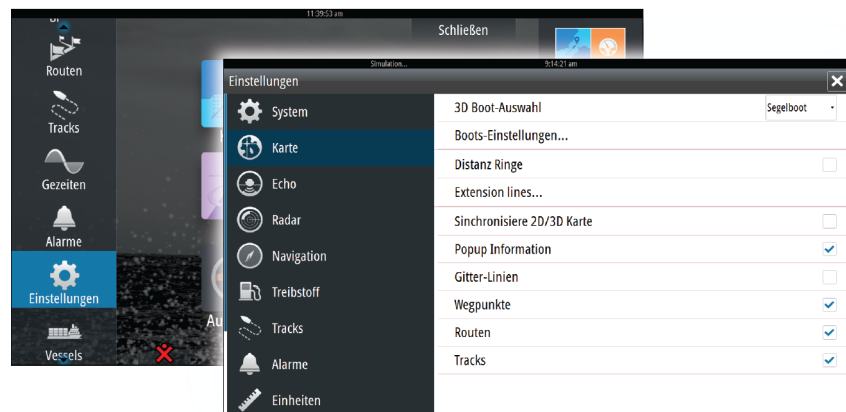 11:39:53 am
Schließen
Routen
Tracks
Gezeiten
Alarme
Einstellungen
Vessels
Au
Simulation...
9:14:21 am
Einstellungen
System
Karte
Echo
Radar
Navigation
Treibstoff
Tracks
Alarme
Einheiten
3D Boot-Auswahl
Segelboot
Boots-Einstellungen...
Distanz Ringe
Extension lines...
Sinchronisiere 2D/3D Karte
Popup Information
Gitter-Linien
Wegpunkte
Routen
Tracks